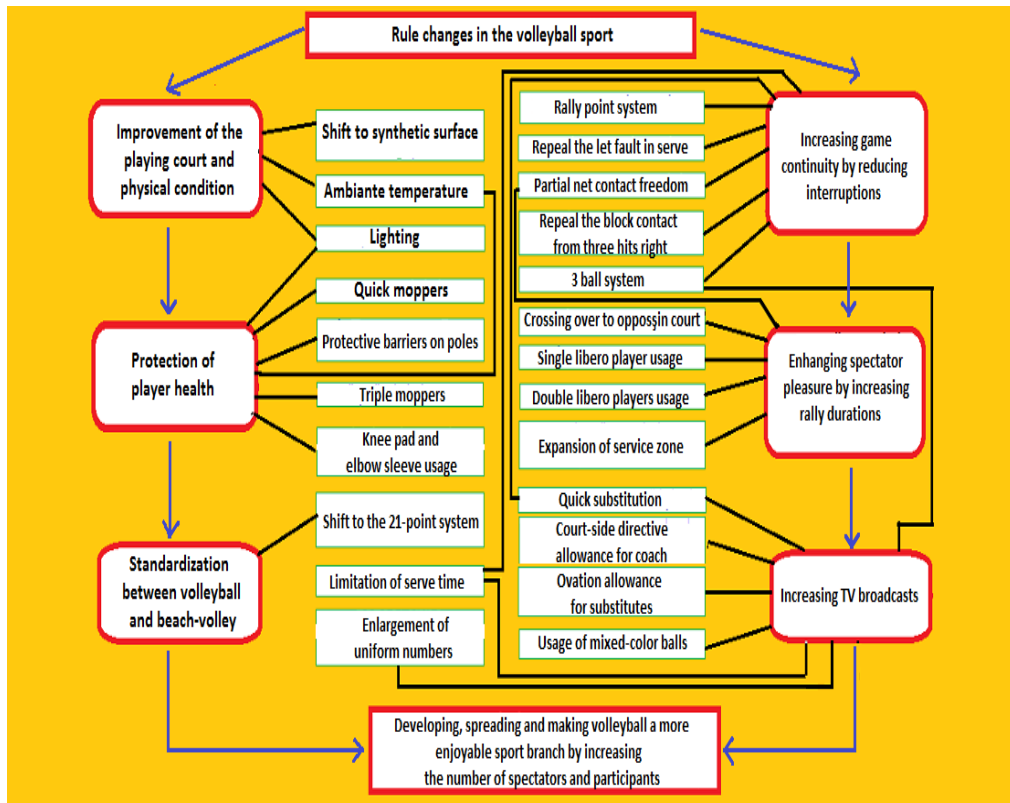 Rule changes in the volleyball sport
Improvement of the
playing court and
physical condition
Protection of
player health
Standardization
between volleyball
and beach-volley
Shift to synthetic surface
Ambiante temperature
Lighting
Quick moppers
Protective barriers on poles
Triple moppers
Knee pad and
elbow sleeve usage
Shift to the 21-point system
Limitation of serve time
Enlargement of
uniform numbers
Rally point system
Repeal the let fault in serve
Partial net contact freedom
Repeal the block contact
from three hits right
3 ball system
Crossing over to oppoşin court
Single libero player usage
Double libero players usage
Expansion of service zone
Quick substitution
Court-side directive
allowance for coach
Ovation allowance
for substitutes
Usage of mixed-color balls
Increasing game
continuity by reducing
interruptions
Enhanging spectator
pleasure by increasing
rally durations
Increasing TV broadcasts
Developing, spreading and making volleyball a more
enjoyable sport branch by increasing
the number of spectators and participants